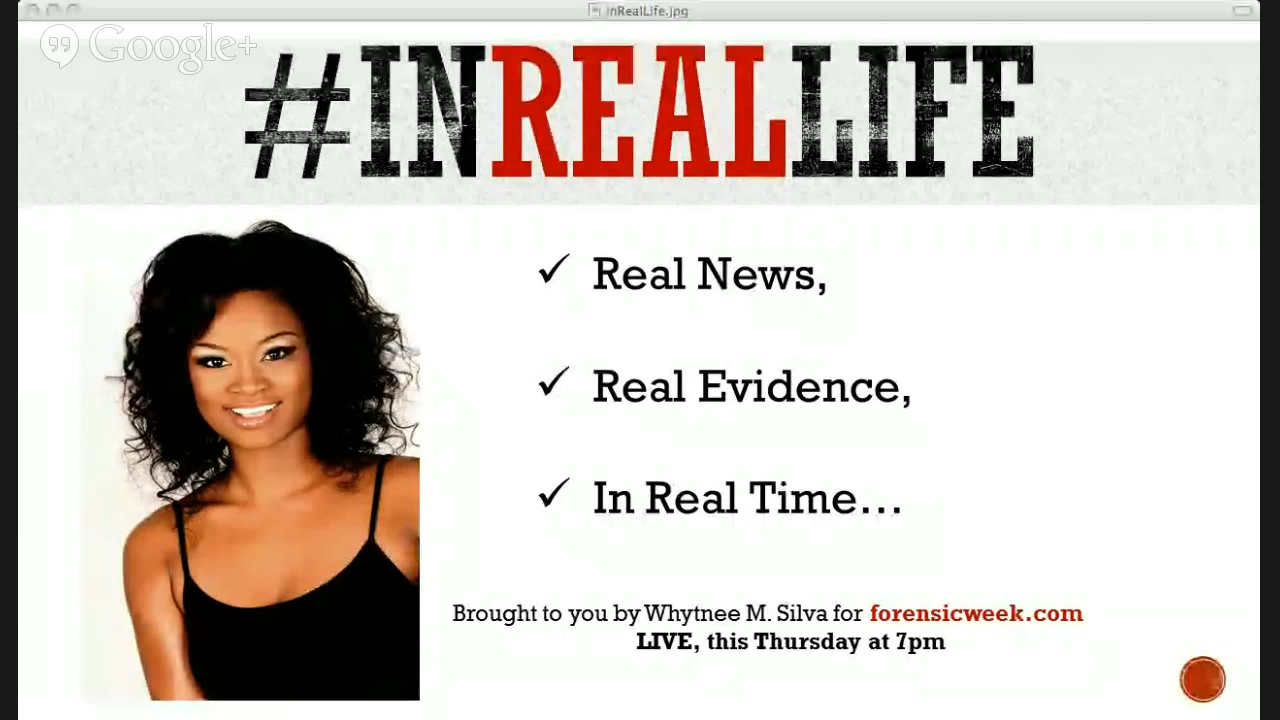 inRealLife.jpg
Google+
#INREALLIFE
✓ Real News,
✓ Real Evidence,
✓ In Real Time...
Brought to you by Whytnee M. Silva for forensicweek.com
LIVE, this Thursday at 7pm